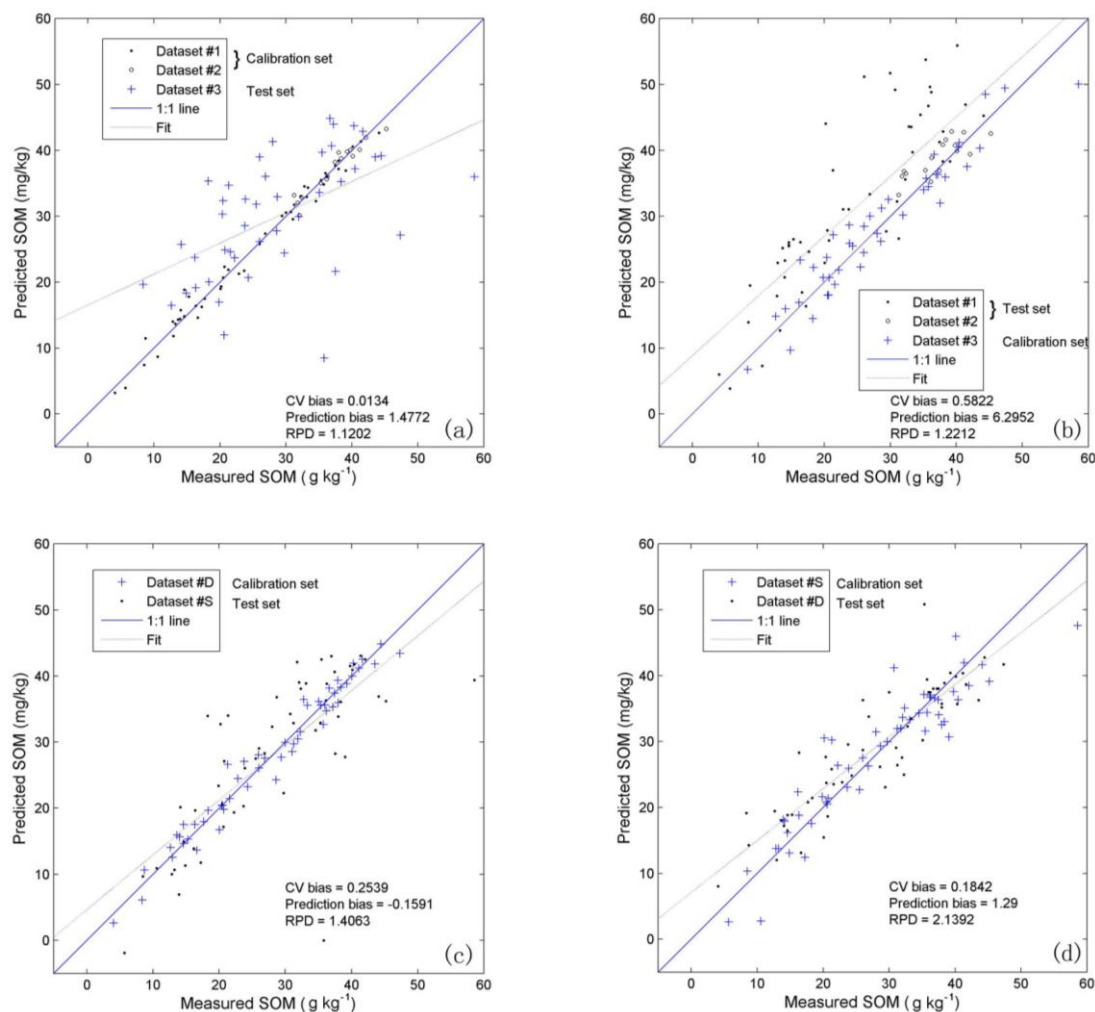 60
50
40
30
20
10
0
Predicted SOM (mg/kg)
Dataset #1
Dataset #2
} Calibration set
Dataset #3 Test set
1:1 line
Fit
CV bias = 0.0134
Prediction bias = 1.4772
RPD = 1.1202
(a)
0 10 20 30 40 50 60
Measured SOM ( g kg-1)
60
50
40
30
20
10
0
Predicted SOM (mg/kg)
Dataset #1
Dataset #2
} Test set
Dataset #3 Calibration set
1:1 line
Fit
CV bias = 0.5822
Prediction bias = 6.2952
RPD = 1.2212
(b)
0 10 20 30 40 50 60
Measured SOM ( g kg-1)
60
50
40
30
20
10
0
Predicted SOM (mg/kg)
Dataset #D Calibration set
Dataset #S Test set
1:1 line
Fit
CV bias = 0.2539
Prediction bias = -0.1591
RPD = 1.4063
(c)
0 10 20 30 40 50 60
Measured SOM ( g kg-1)
60
50
40
30
20
10
0
Predicted SOM (mg/kg)
Dataset #S Calibration set
Dataset #D Test set
1:1 line
Fit
CV bias = 0.1842
Prediction bias = 1.29
RPD = 2.1392
(d)
0 10 20 30 40 50 60
Measured SOM ( g kg-1)